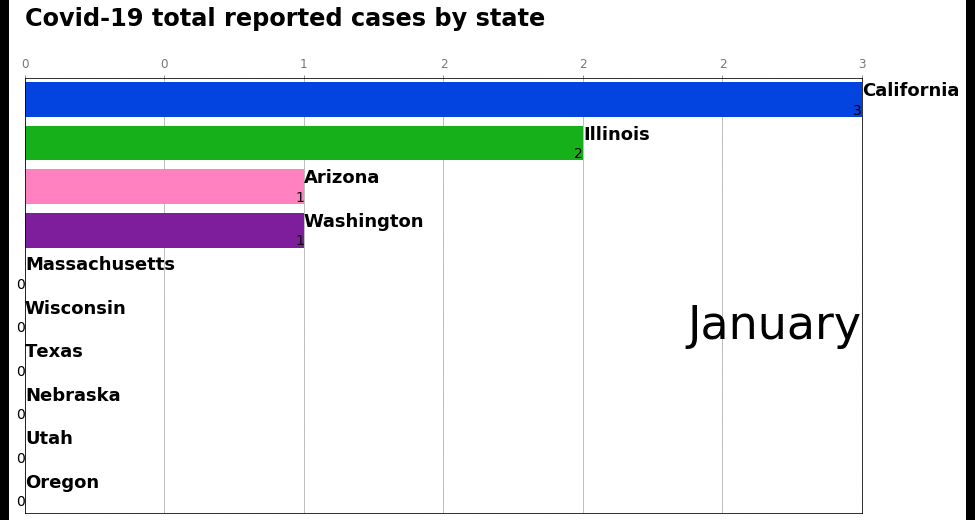 Covid-19 total reported cases by state
0 0 1 2 2 2 3
California
3
Illinois
2
Arizona
1
Washington
1
Massachusetts
0
Wisconsin
0
January
Texas
0
Nebraska
0
Utah
0
Oregon
0